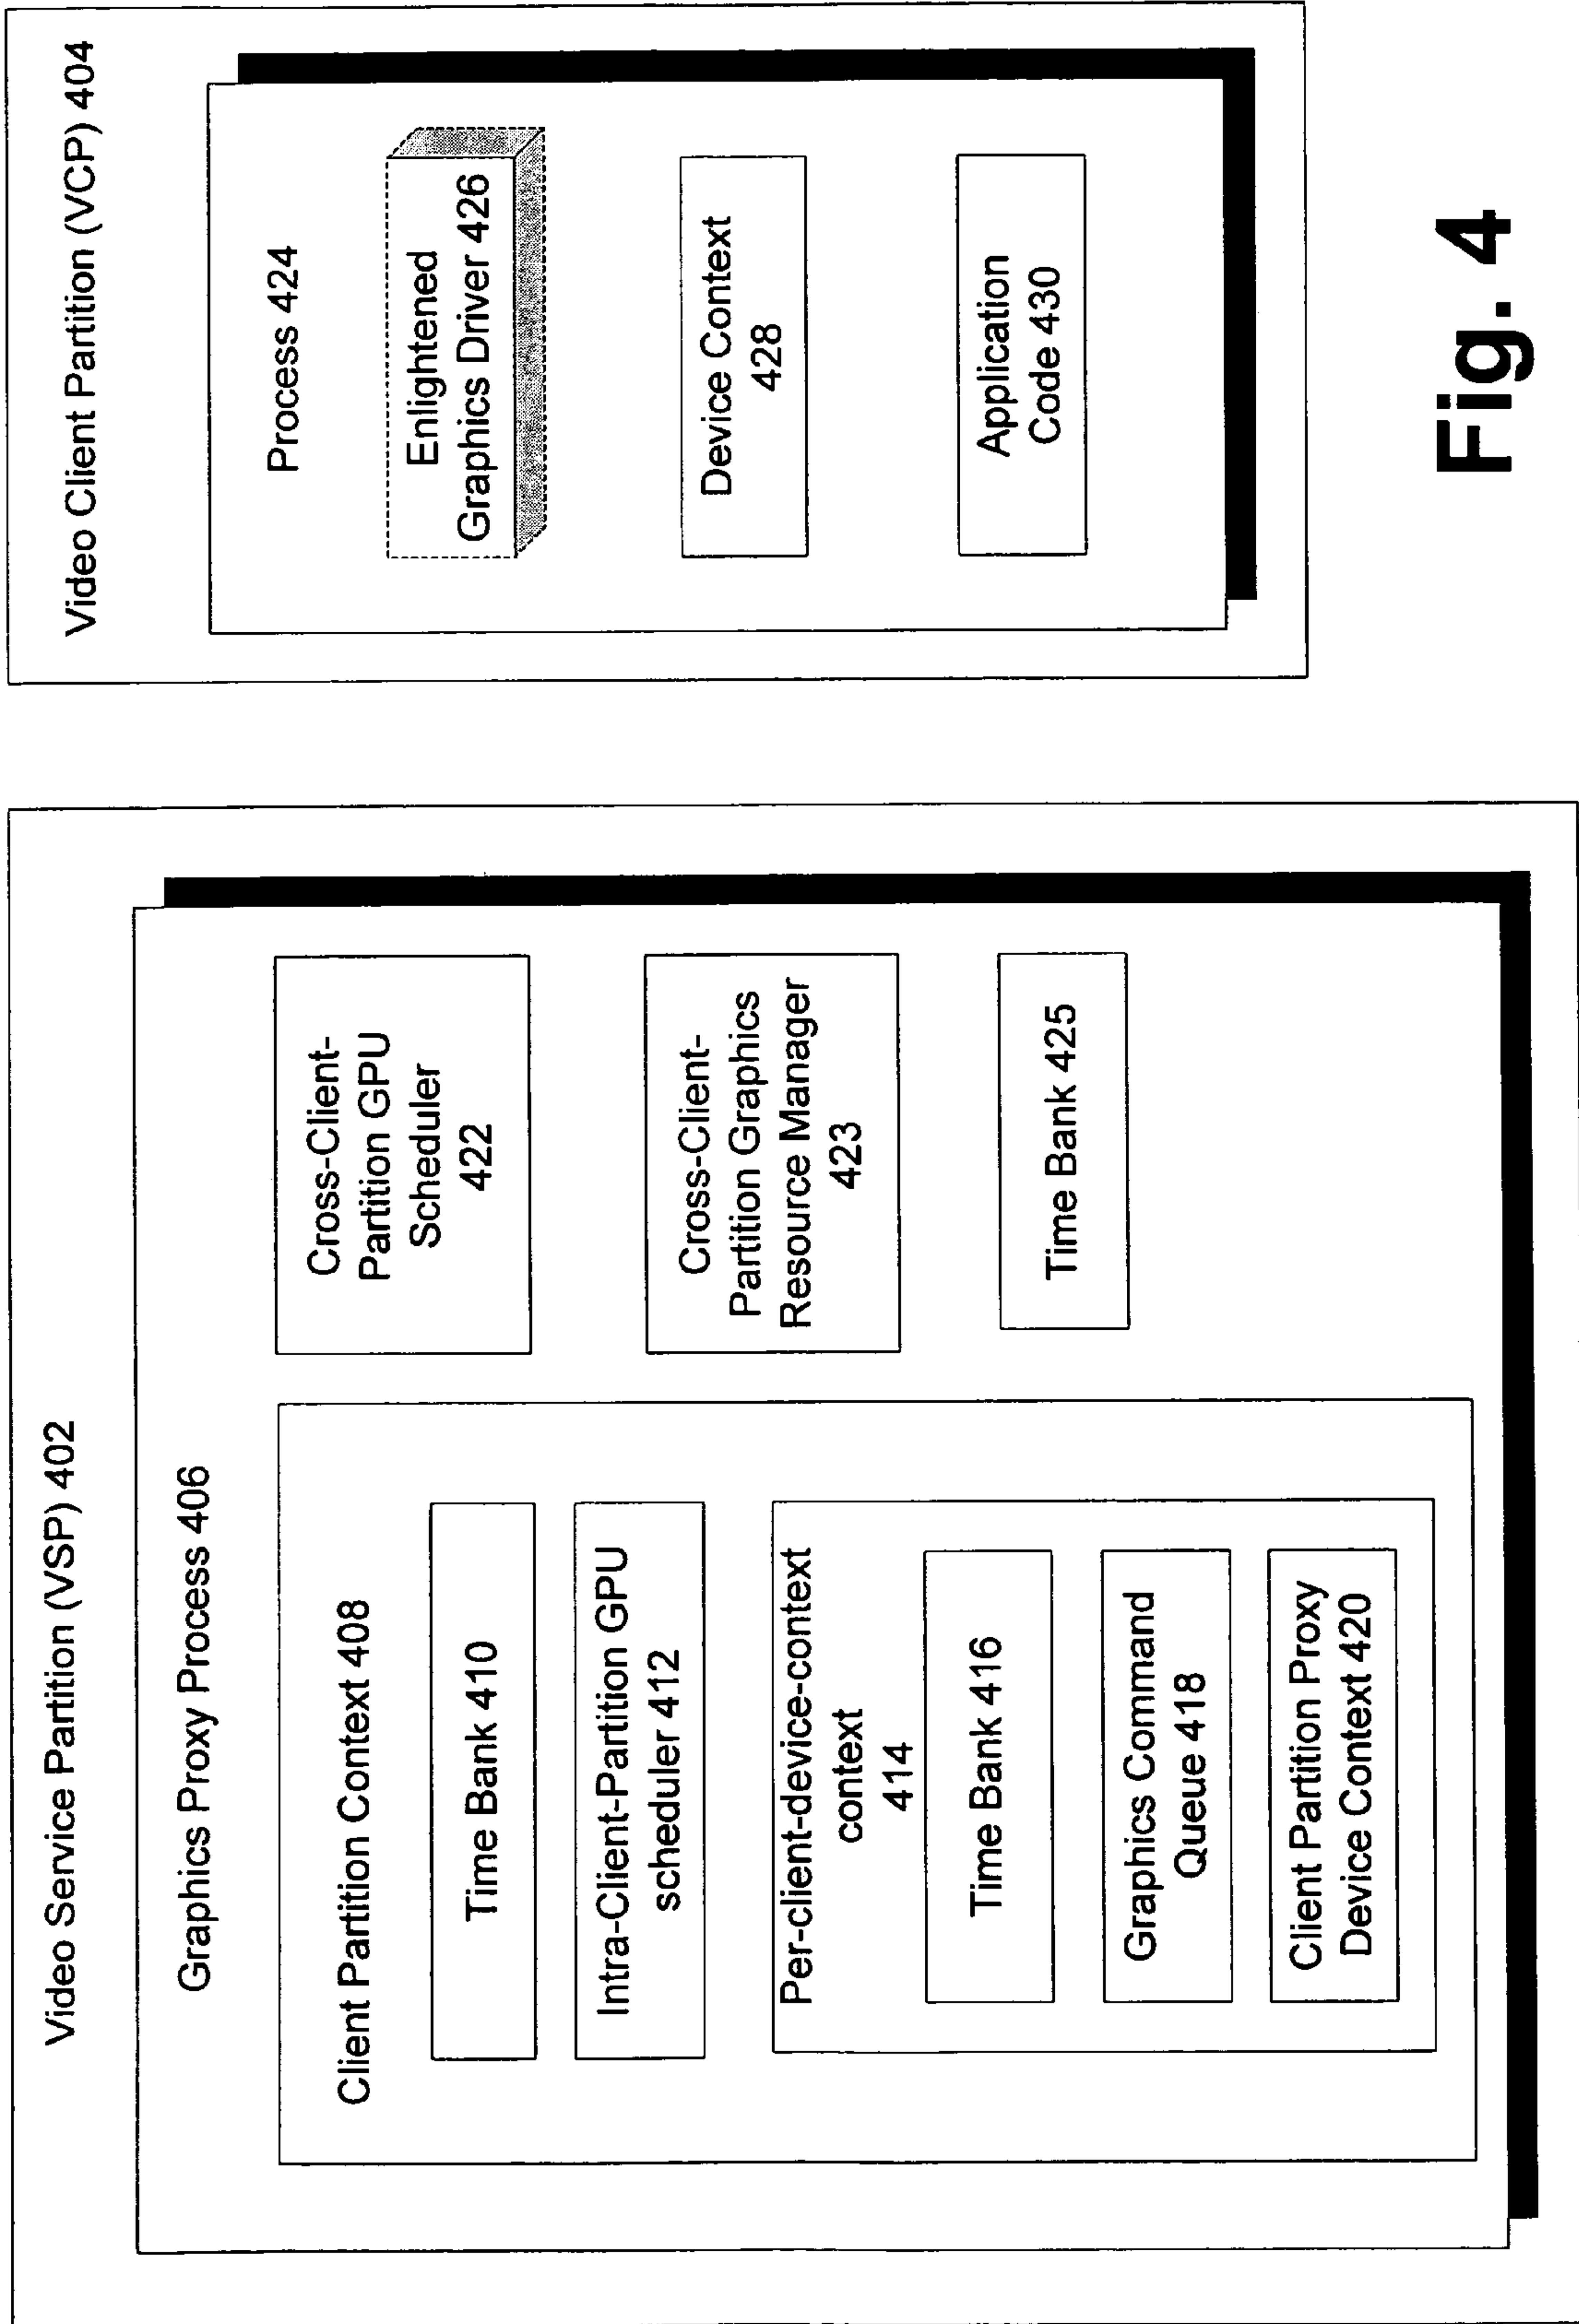 Video Service Partition (VSP) 402
Graphics Proxy Process 406
Client Partition Context 408
Time Bank 410
Intra-Client-Partition GPU
scheduler 412
Per-client-device-context
context
414
Time Bank 416
Graphics Command
Queue 418
Client Partition Proxy
Device Context 420
Cross-Client-
Partition GPU
Scheduler
422
Cross-Client-
Partition Graphics
Resource Manager
423
Time Bank 425
Video Client Partition (VCP) 404
Process 424
Enlightened
Graphics Driver 426
Device Context
428
Application
Code 430
Fig. 4